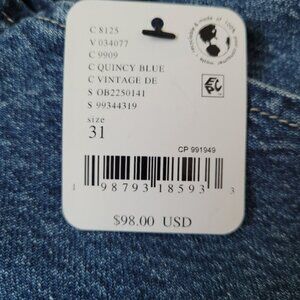 C 8125
V 034077
C 9909
C QUINCY BLUE
C VINTAGE DE
S OB2250141
S 99344319
size
31
CP 991949
1 98793 18593 3
$98.00 USD